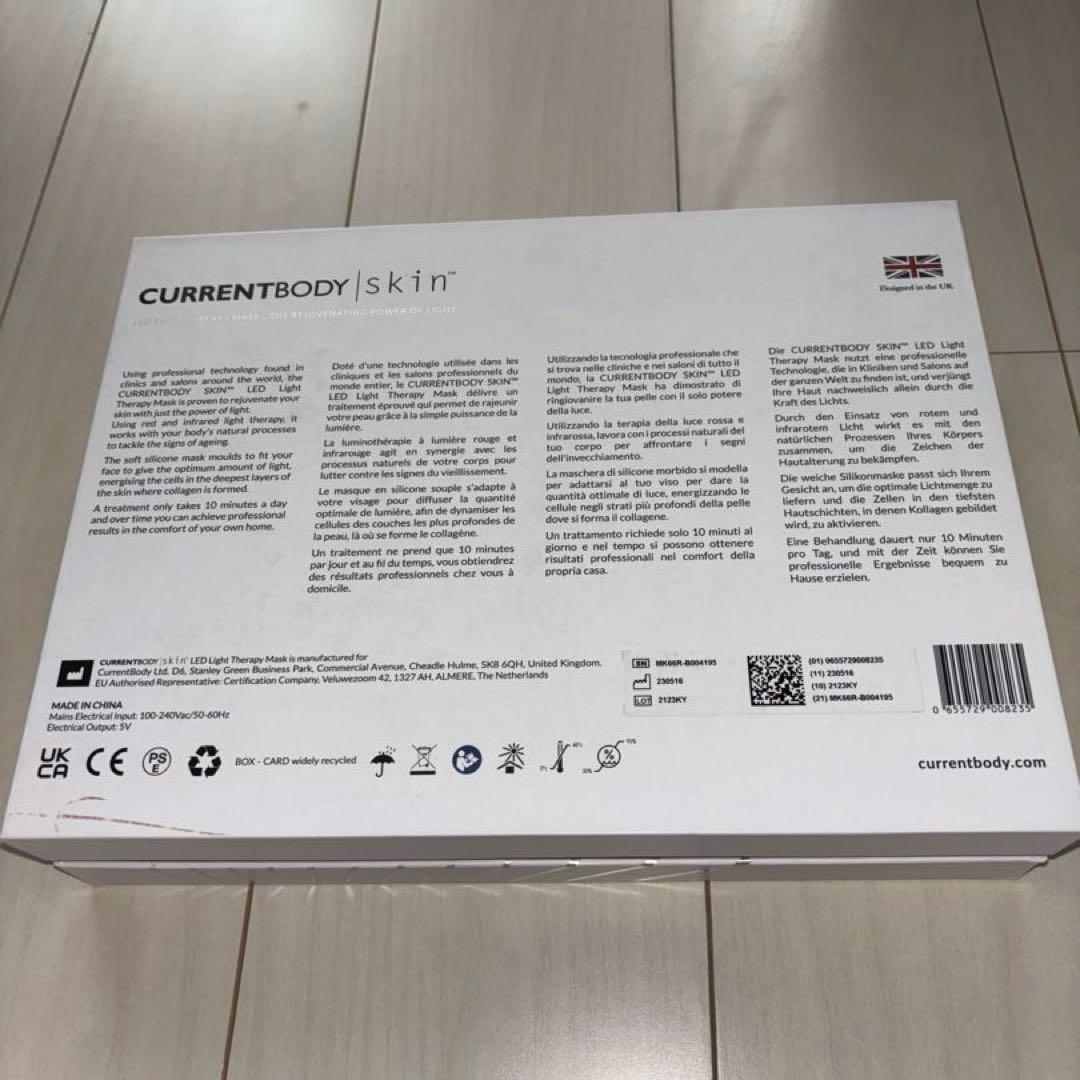 CURRENTBODY|skin™
LED LIGHT THERAPY MASK - THE REJUVENATING POWER OF LIGHT
Designed in the UK
Using professional technology found in
clinics and salons around the world, the
CURRENTBODY SKIN™ LED Light
Therapy Mask is proven to rejuvenate your
skin with just the power of light.
Using red and infrared light therapy, it
works with your body's natural processes
to tackle the signs of ageing.
The soft silicone mask moulds to fit your
face to give the optimum amount of light,
energising the cells in the deepest layers of
the skin where collagen is formed.
A treatment only takes 10 minutes a day
and over time you can achieve professional
results in the comfort of your own home.
Doté d'une technologie utilisée dans les
cliniques et les salons professionnels du
monde entier, le CURRENTBODY SKIN™
LED Light Therapy Mask délivre un
traitement éprouvé qui permet de rajeunir
votre peau grâce à la simple puissance de la
lumière.
La luminothérapie à lumière rouge et
infrarouge agit en synergie avec les
processus naturels de votre corps pour
lutter contre les signes du vieillissement.
Le masque en silicone souple s'adapte à
votre visage pour diffuser la quantité
optimale de lumière, afin de dynamiser les
cellules des couches les plus profondes de
la peau, là où se forme le collagène.
Un traitement ne prend que 10 minutes
par jour et au fil du temps, vous obtiendrez
des résultats professionnels chez vous à
domicile.
Utilizzando la tecnologia professionale che
si trova nelle cliniche e nei saloni di tutto il
mondo, la CURRENTBODY SKIN™ LED
Light Therapy Mask ha dimostrato di
ringiovanire la tua pelle con il solo potere
della luce.
Utilizzando la terapia della luce rossa e
infrarossa, lavora con i processi naturali del
tuo corpo per affrontare i segni
dell'invecchiamento.
La maschera di silicone morbido si modella
per adattarsi al tuo viso per dare la
quantità ottimale di luce, energizzando le
cellule negli strati più profondi della pelle
dove si forma il collagene.
Un trattamento richiede solo 10 minuti al
giorno e nel tempo si possono ottenere
risultati professionali nel comfort della
propria casa.
Die CURRENTBODY SKIN™ LED Light
Therapy Mask nutzt eine professionelle
Technologie, die in Kliniken und Salons auf
der ganzen Welt zu finden ist, und verjüngt
Ihre Haut nachweislich allein durch die
Kraft des Lichts.
Durch den Einsatz von rotem und
infrarotem Licht wirkt es mit den
natürlichen Prozessen Ihres Körpers
zusammen, um die Zeichen der
Hautalterung zu bekämpfen.
Die weiche Silikonmaske passt sich Ihrem
Gesicht an, um die optimale Lichtmenge zu
liefern und die Zellen in den tiefsten
Hautschichten, in denen Kollagen gebildet
wird, zu aktivieren.
Eine Behandlung dauert nur 10 Minuten
pro Tag, und mit der Zeit können Sie
professionelle Ergebnisse bequem zu
Hause erzielen.
CURRENTBODY|skin™ LED Light Therapy Mask is manufactured for
CurrentBody Ltd. D6, Stanley Green Business Park, Commercial Avenue, Cheadle Hulme, SK8 6QH, United Kingdom.
EU Authorised Representative: Certification Company, Veluwezoom 42, 1327 AH, ALMERE, The Netherlands
MADE IN CHINA
Mains Electrical Input: 100-240Vac/50-60Hz
Electrical Output: 5V
SN MK66R-B004195
230516
LOT 2123KY
(01) 0655729008235
(11) 230516
(10) 2123KY
(21) MK66R-B004195
0 655729 008235
UK
CA CE PS
E BOX - CARD widely recycled
%
currentbody.com